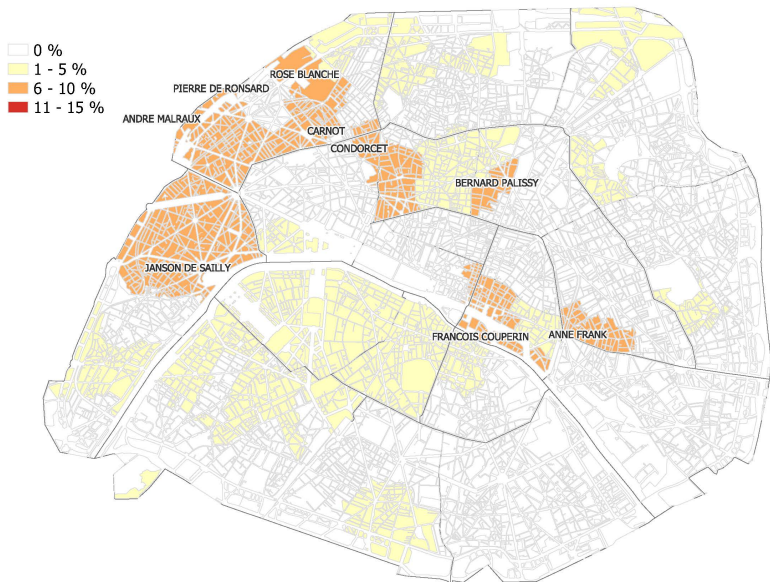 0 %
1 - 5 %
6 - 10 %
11 - 15 %
ROSE BLANCHE
PIERRE DE RONSARD
ANDRE MALRAUX
CARNOT
CONDORCET
BERNARD PALISSY
JANSON DE SAILLY
FRANCOIS COUPERIN
ANNE FRANK